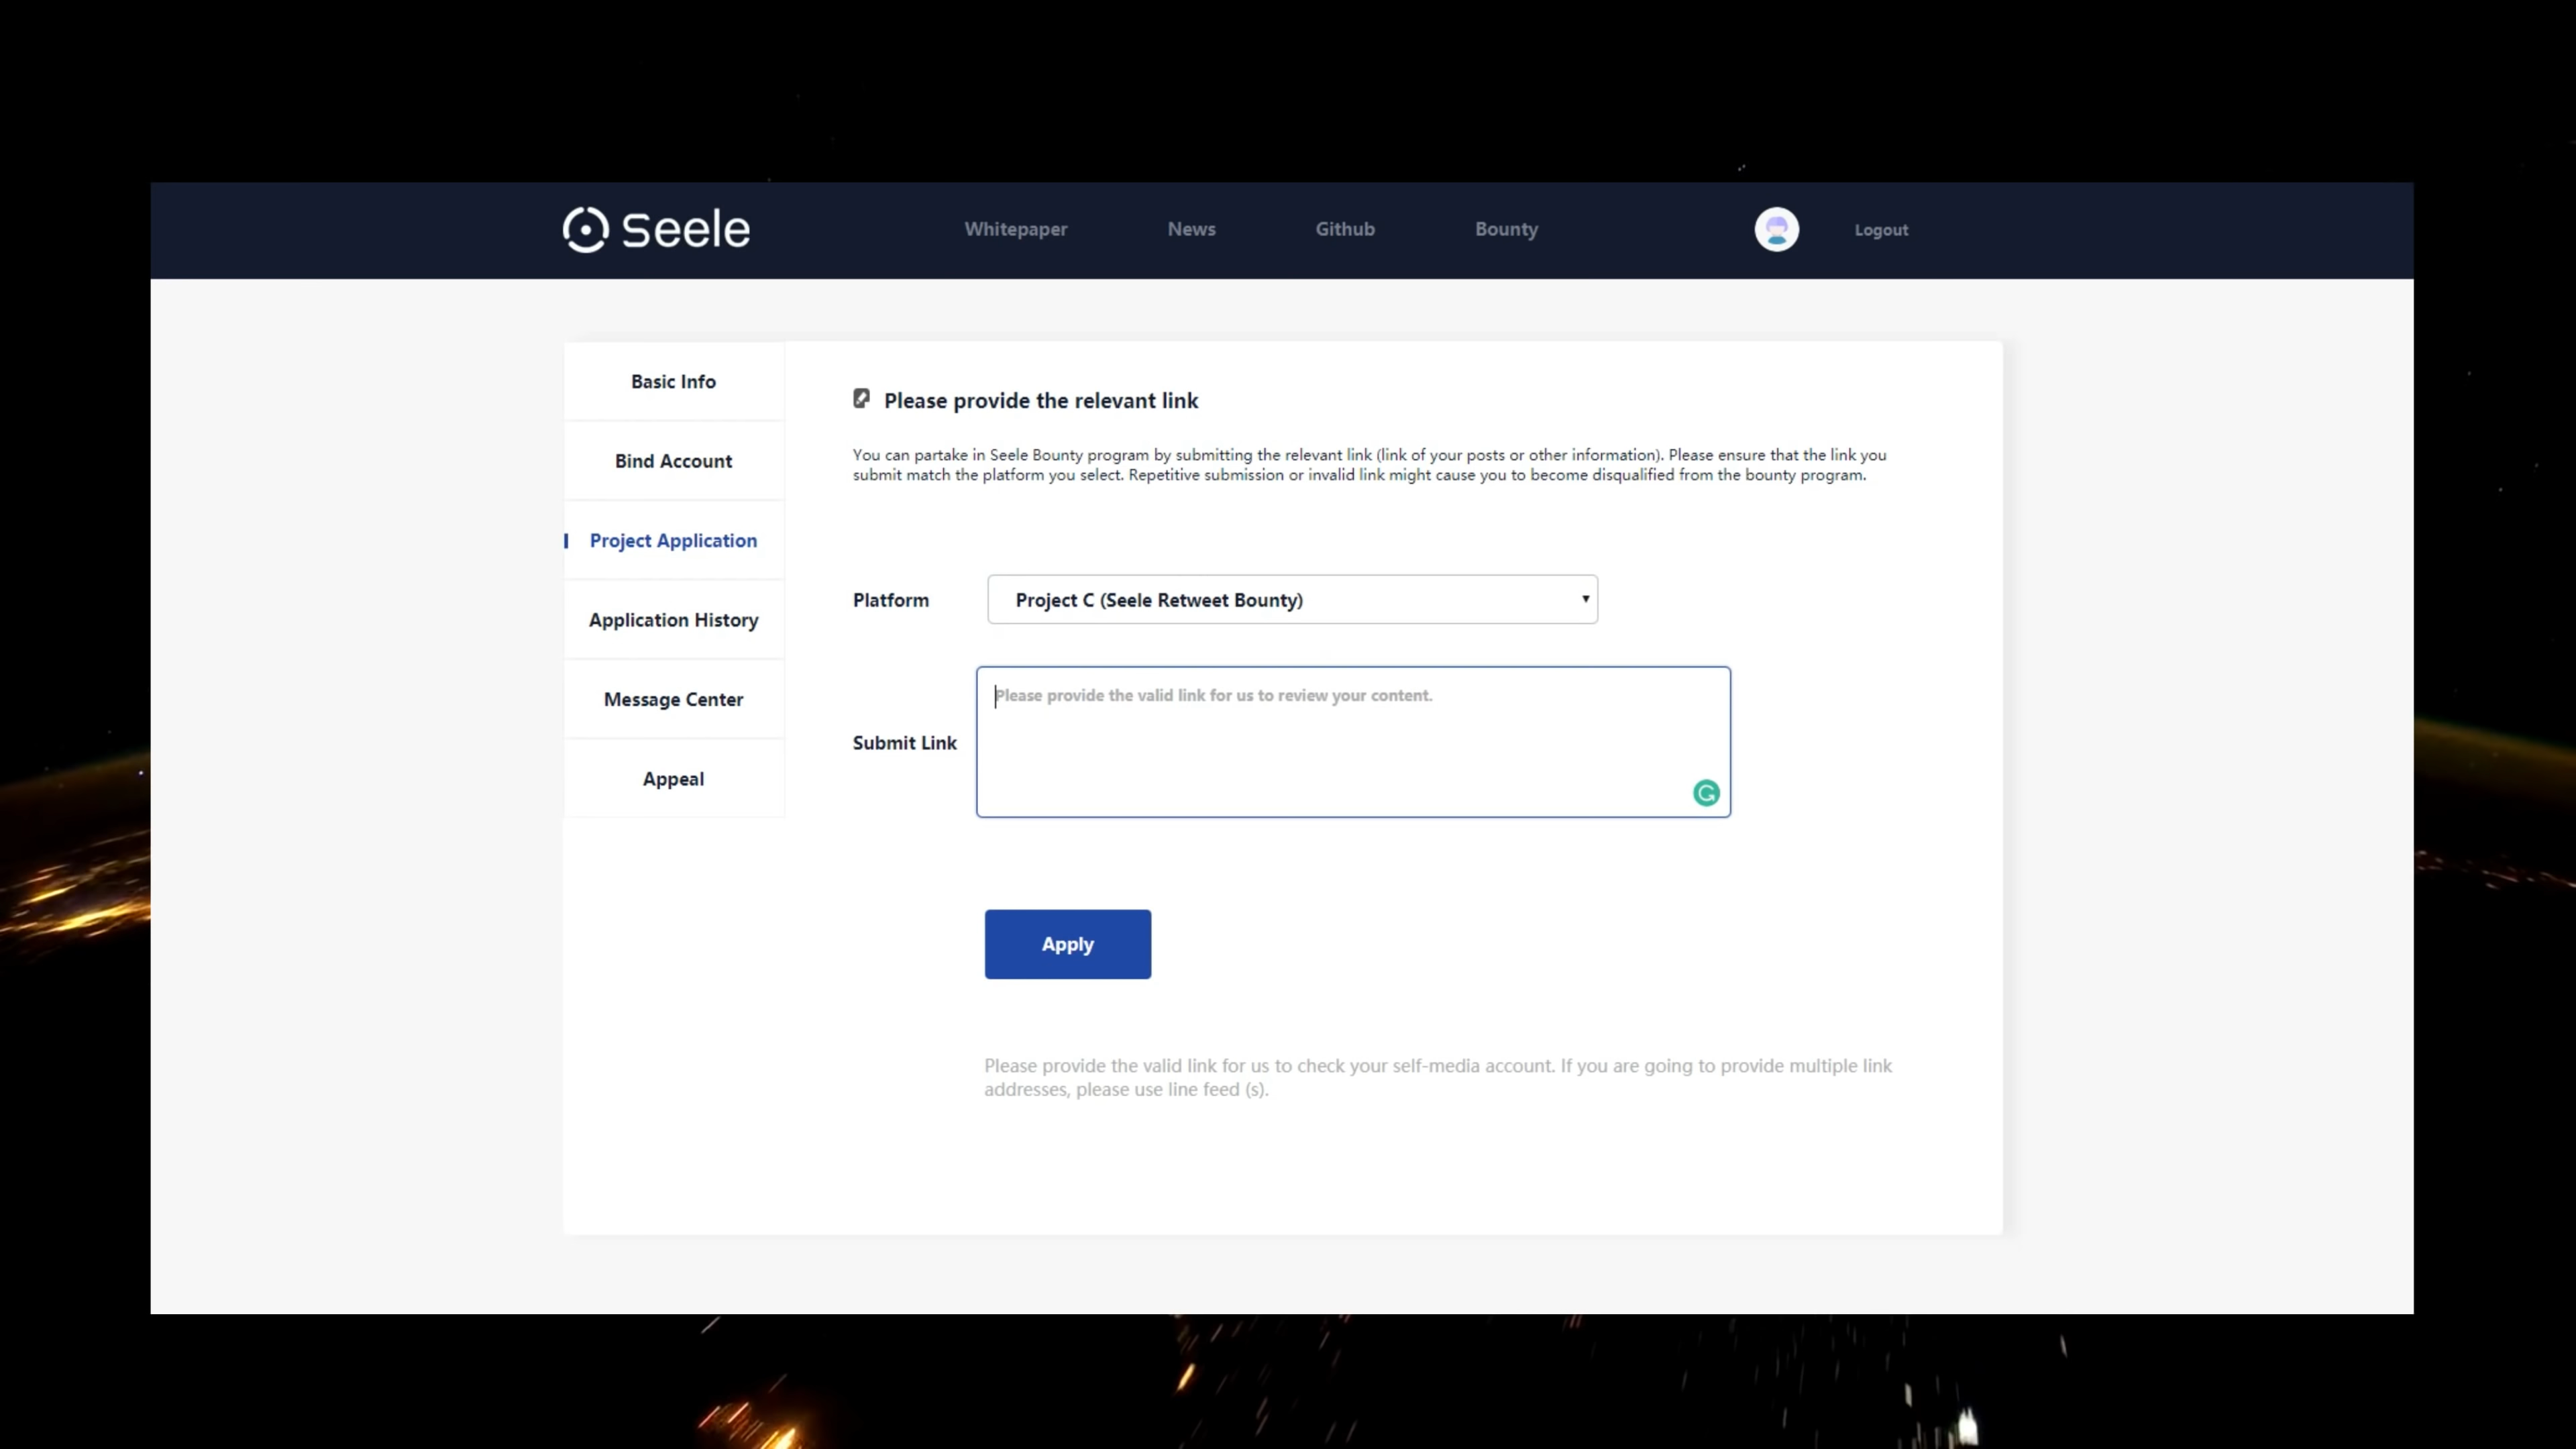 Seele
Whitepaper
News
Github
Bounty
Logout
Basic Info
Bind Account
Project Application
Application History
Message Center
Appeal
Please provide the relevant link
You can partake in Seele Bounty program by submitting the relevant link (link of your posts or other information). Please ensure that the link you
submit match the platform you select. Repetitive submission or invalid link might cause you to become disqualified from the bounty program.
Platform
Project C (Seele Retweet Bounty)
Submit Link
Please provide the valid link for us to review your content.
Apply
Please provide the valid link for us to check your self-media account. If you are going to provide multiple link
addresses, please use line feed (s).